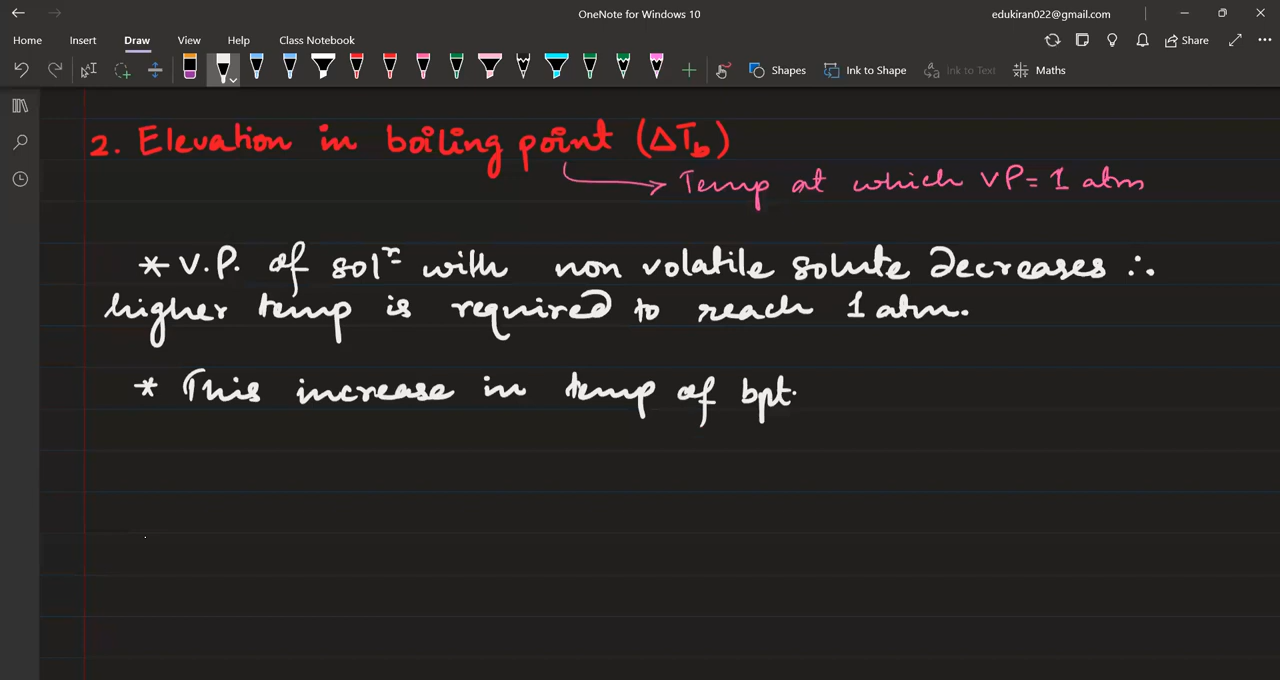 OneNote for Windows 10
edukiran022@gmail.com
Home Insert Draw View Help Class Notebook
Share
Shapes Ink to Shape Ink to Text Maths
2. Elevation in boiling point (ΔTb)
Temp at which VP = 1 atm
* V.P. of solⁿ with non volatile solute decreases ∴
higher temp is required to reach 1 atm.
* This increase in temp of bpt.